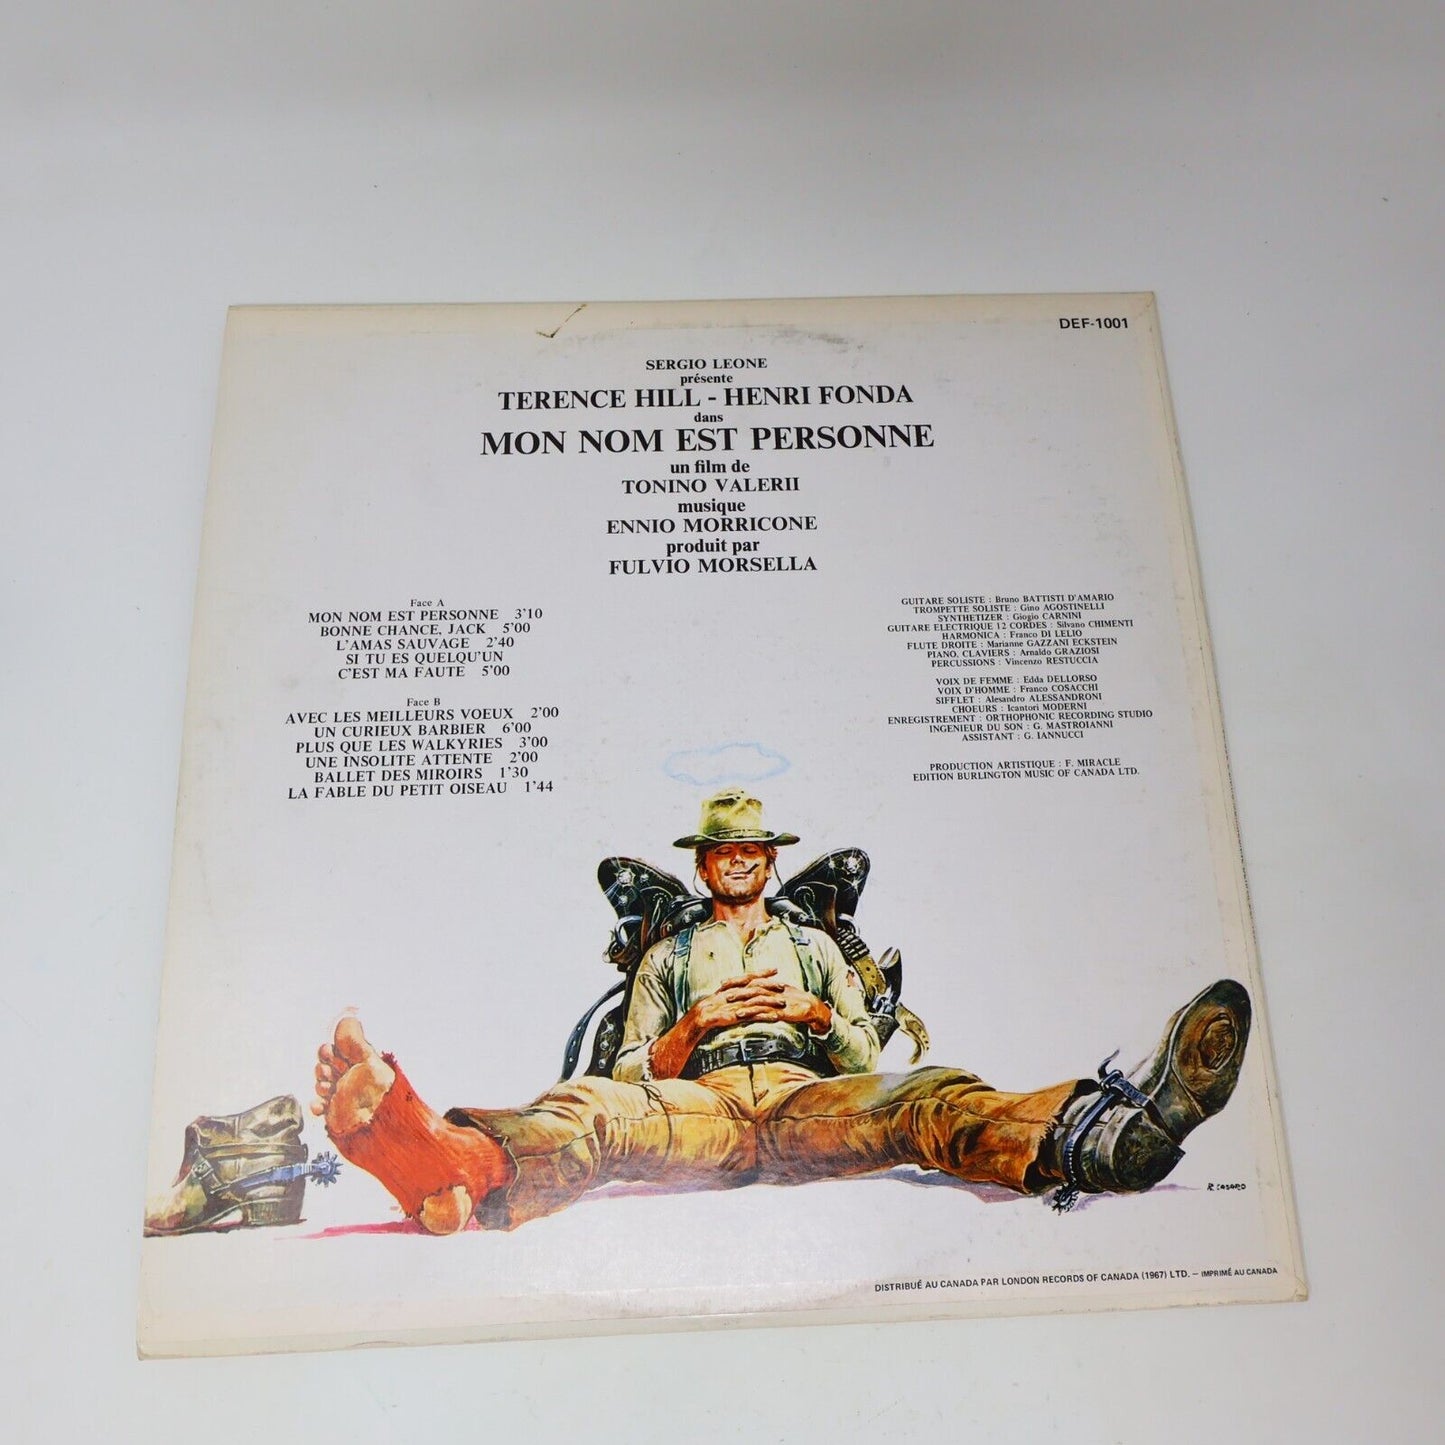 DEF-1001
SERGIO LEONE
présente
TERENCE HILL - HENRI FONDA
dans
MON NOM EST PERSONNE
un film de
TONINO VALERII
musique
ENNIO MORRICONE
produit par
FULVIO MORSELLA
Face A
MON NOM EST PERSONNE 3'10
BONNE CHANCE, JACK 5'00
L'AMAS SAUVAGE 2'40
SI TU ES QUELQU'UN
C'EST MA FAUTE 5'00
Face B
AVEC LES MEILLEURS VOEUX 2'00
UN CURIEUX BARBIER 6'00
PLUS QUE LES WALKYRIES 3'00
UNE INSOLITE ATTENTE 2'00
BALLET DES MIROIRS 1'30
LA FABLE DU PETIT OISEAU 1'44
GUITARE SOLISTE : Bruno BATTISTI D'AMARIO
TROMPETTE SOLISTE : Gino AGOSTINELLI
SYNTHETIZER : Giogio CARNINI
GUITARE ELECTRIQUE 12 CORDES : Silvano CHIMENTI
HARMONICA : Franco DI LELIO
FLUTE DROITE : Marianne GAZZANI ECKSTEIN
PIANO, CLAVIERS : Arnaldo GRAZIOSI
PERCUSSIONS : Vincenzo RESTUCCIA
VOIX DE FEMME : Edda DELLORSO
VOIX D'HOMME : Franco COSACCHI
SIFFLET : Alesandro ALESSANDRONI
CHOEURS : Icantori MODERNI
ENREGISTREMENT : ORTHOPHONIC RECORDING STUDIO
INGENIEUR DU SON : G. MASTROIANNI
ASSISTANT : G. IANNUCCI
PRODUCTION ARTISTIQUE : F. MIRACLE
EDITION BURLINGTON MUSIC OF CANADA LTD.
R. CASARO
DISTRIBUÉ AU CANADA PAR LONDON RECORDS OF CANADA (1967) LTD. — IMPRIMÉ AU CANADA